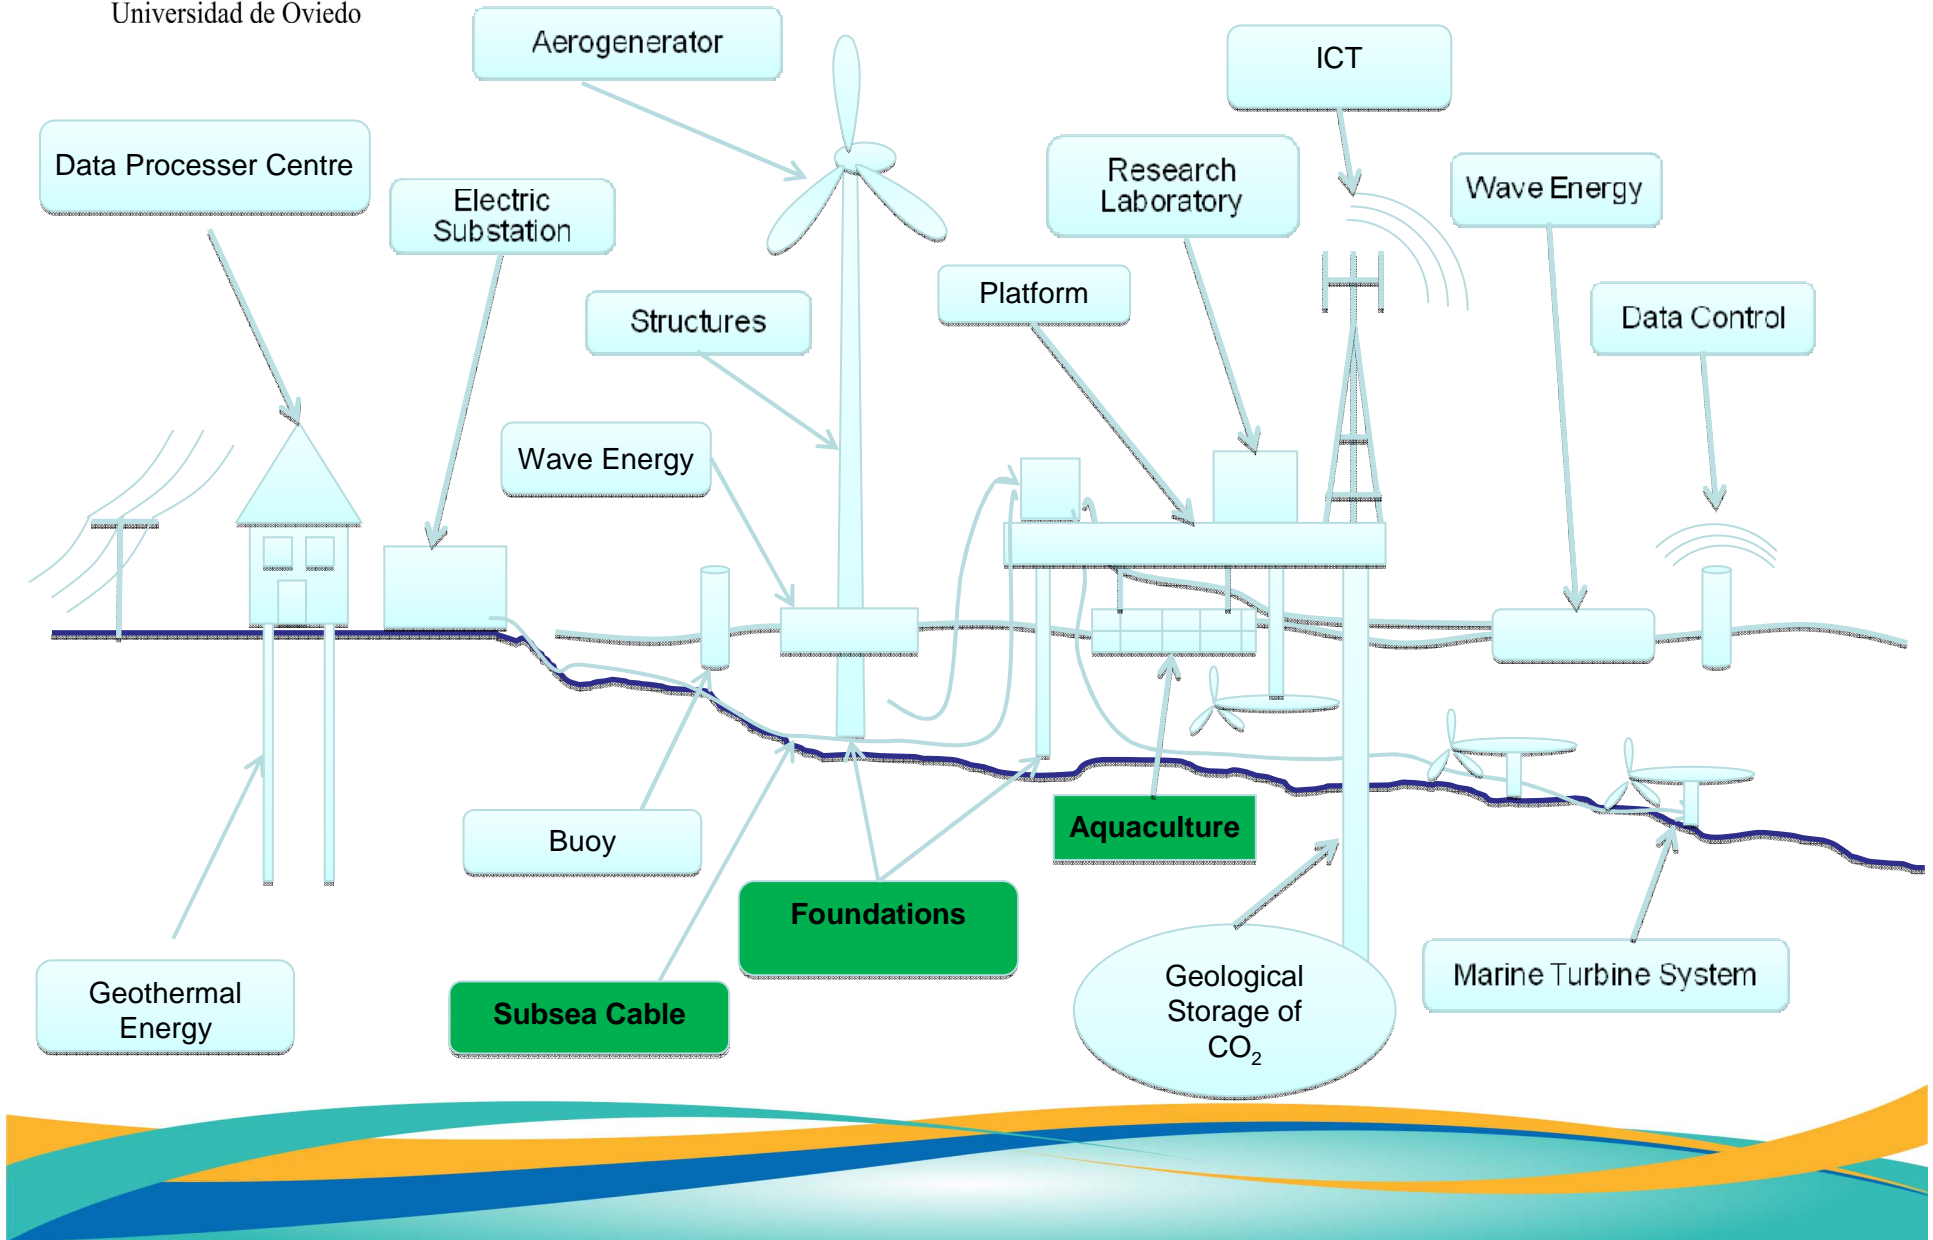 Universidad de Oviedo
Aerogenerator
ICT
Data Processer Centre
Electric
Substation
Research
Laboratory
Wave Energy
Structures
Platform
Data Control
Wave Energy
Buoy
Aquaculture
Foundations
Subsea Cable
Geothermal
Energy
Geological
Storage of
CO₂
Marine Turbine System